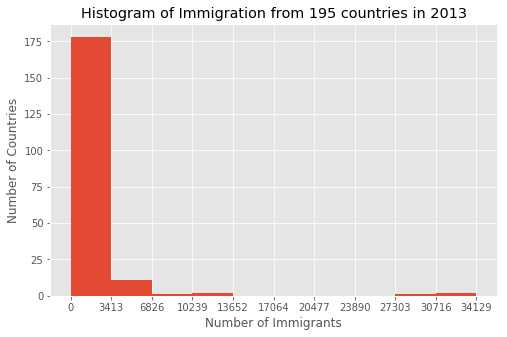 Histogram of Immigration from 195 countries in 2013
Number of Countries
175
150
125
100
75
50
25
0
0 3413 6826 10239 13652 17064 20477 23890 27303 30716 34129
Number of Immigrants